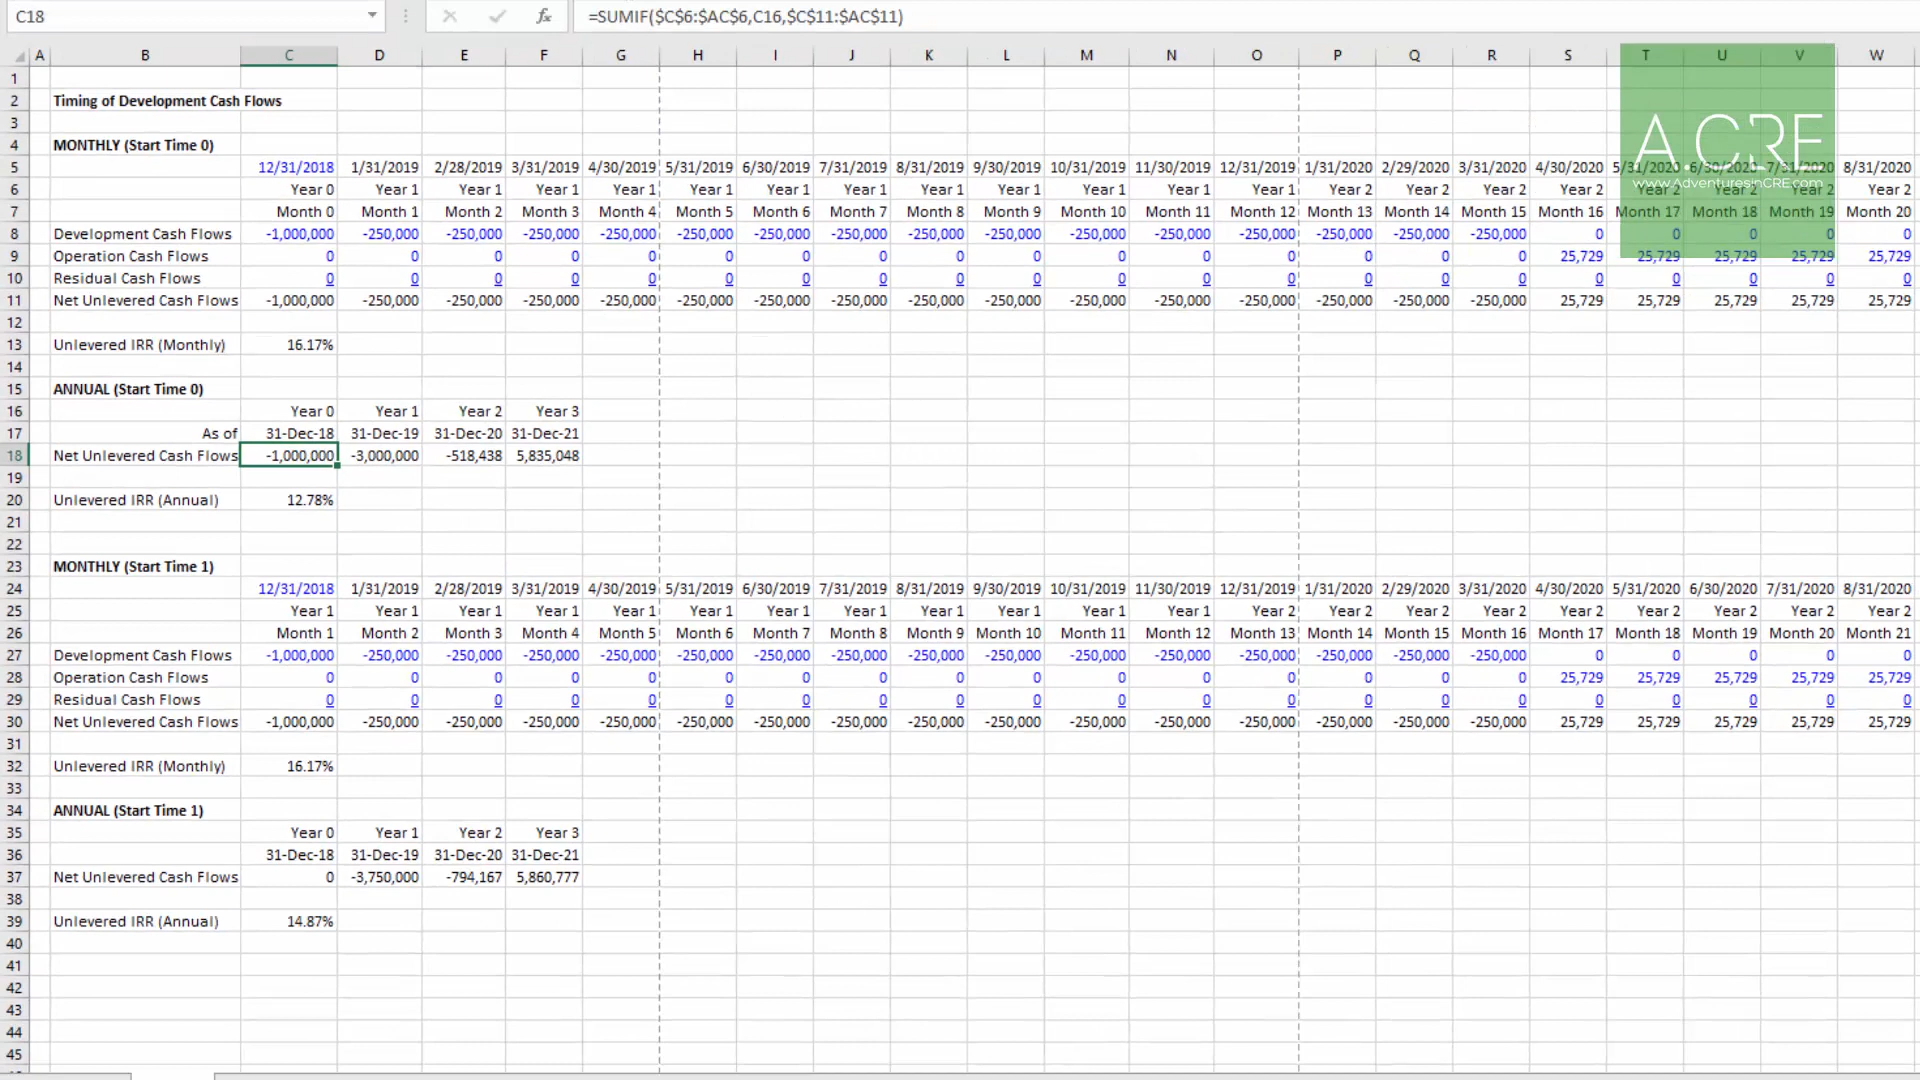 C18 fx =SUMIF($C$6:$AC$6,C16,$C$11:$AC$11)
A B C D E F G H I J K L M N O P Q R S T U V W
1
2 Timing of Development Cash Flows
3
4 MONTHLY (Start Time 0)
A.CRE
5 12/31/2018 1/31/2019 2/28/2019 3/31/2019 4/30/2019 5/31/2019 6/30/2019 7/31/2019 8/31/2019 9/30/2019 10/31/2019 11/30/2019 12/31/2019 1/31/2020 2/29/2020 3/31/2020 4/30/2020 5/31/2020 6/30/2020 7/31/2020 8/31/2020
www.AdventuresinCRE.com
6 Year 0 Year 1 Year 1 Year 1 Year 1 Year 1 Year 1 Year 1 Year 1 Year 1 Year 1 Year 1 Year 1 Year 2 Year 2 Year 2 Year 2 Year 2 Year 2 Year 2 Year 2
7 Month 0 Month 1 Month 2 Month 3 Month 4 Month 5 Month 6 Month 7 Month 8 Month 9 Month 10 Month 11 Month 12 Month 13 Month 14 Month 15 Month 16 Month 17 Month 18 Month 19 Month 20
8 Development Cash Flows -1,000,000 -250,000 -250,000 -250,000 -250,000 -250,000 -250,000 -250,000 -250,000 -250,000 -250,000 -250,000 -250,000 -250,000 -250,000 -250,000 0 0 0 0 0
9 Operation Cash Flows 0 0 0 0 0 0 0 0 0 0 0 0 0 0 0 0 25,729 25,729 25,729 25,729 25,729
10 Residual Cash Flows 0 0 0 0 0 0 0 0 0 0 0 0 0 0 0 0 0 0 0 0 0
11 Net Unlevered Cash Flows -1,000,000 -250,000 -250,000 -250,000 -250,000 -250,000 -250,000 -250,000 -250,000 -250,000 -250,000 -250,000 -250,000 -250,000 -250,000 -250,000 25,729 25,729 25,729 25,729 25,729
12
13 Unlevered IRR (Monthly) 16.17%
14
15 ANNUAL (Start Time 0)
16 Year 0 Year 1 Year 2 Year 3
17 As of 31-Dec-18 31-Dec-19 31-Dec-20 31-Dec-21
18 Net Unlevered Cash Flows -1,000,000 -3,000,000 -518,438 5,835,048
19
20 Unlevered IRR (Annual) 12.78%
21
22
23 MONTHLY (Start Time 1)
24 12/31/2018 1/31/2019 2/28/2019 3/31/2019 4/30/2019 5/31/2019 6/30/2019 7/31/2019 8/31/2019 9/30/2019 10/31/2019 11/30/2019 12/31/2019 1/31/2020 2/29/2020 3/31/2020 4/30/2020 5/31/2020 6/30/2020 7/31/2020 8/31/2020
25 Year 1 Year 1 Year 1 Year 1 Year 1 Year 1 Year 1 Year 1 Year 1 Year 1 Year 1 Year 1 Year 2 Year 2 Year 2 Year 2 Year 2 Year 2 Year 2 Year 2 Year 2
26 Month 1 Month 2 Month 3 Month 4 Month 5 Month 6 Month 7 Month 8 Month 9 Month 10 Month 11 Month 12 Month 13 Month 14 Month 15 Month 16 Month 17 Month 18 Month 19 Month 20 Month 21
27 Development Cash Flows -1,000,000 -250,000 -250,000 -250,000 -250,000 -250,000 -250,000 -250,000 -250,000 -250,000 -250,000 -250,000 -250,000 -250,000 -250,000 -250,000 0 0 0 0 0
28 Operation Cash Flows 0 0 0 0 0 0 0 0 0 0 0 0 0 0 0 0 25,729 25,729 25,729 25,729 25,729
29 Residual Cash Flows 0 0 0 0 0 0 0 0 0 0 0 0 0 0 0 0 0 0 0 0 0
30 Net Unlevered Cash Flows -1,000,000 -250,000 -250,000 -250,000 -250,000 -250,000 -250,000 -250,000 -250,000 -250,000 -250,000 -250,000 -250,000 -250,000 -250,000 -250,000 25,729 25,729 25,729 25,729 25,729
31
32 Unlevered IRR (Monthly) 16.17%
33
34 ANNUAL (Start Time 1)
35 Year 0 Year 1 Year 2 Year 3
36 31-Dec-18 31-Dec-19 31-Dec-20 31-Dec-21
37 Net Unlevered Cash Flows 0 -3,750,000 -794,167 5,860,777
38
39 Unlevered IRR (Annual) 14.87%
40
41
42
43
44
45